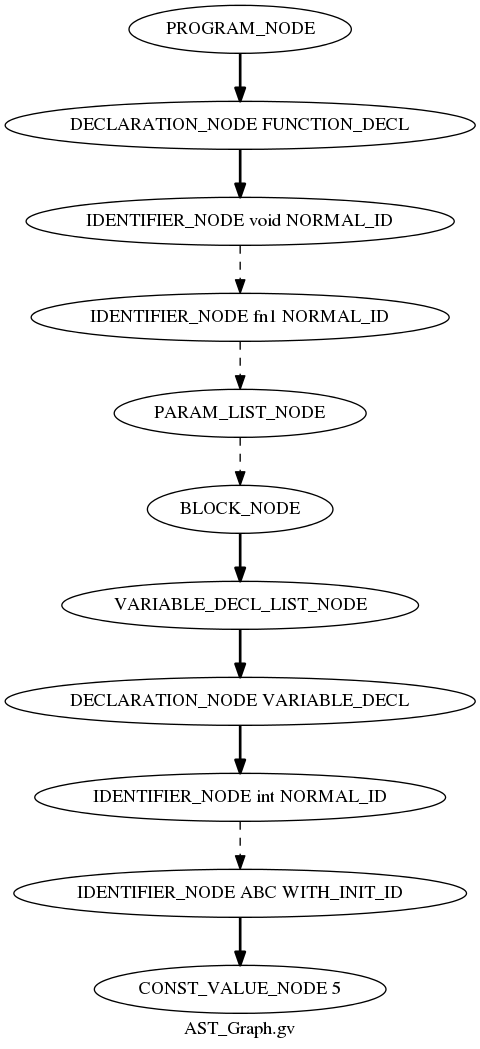 PROGRAM_NODE
DECLARATION_NODE FUNCTION_DECL
IDENTIFIER_NODE void NORMAL_ID
IDENTIFIER_NODE fn1 NORMAL_ID
PARAM_LIST_NODE
BLOCK_NODE
VARIABLE_DECL_LIST_NODE
DECLARATION_NODE VARIABLE_DECL
IDENTIFIER_NODE int NORMAL_ID
IDENTIFIER_NODE ABC WITH_INIT_ID
CONST_VALUE_NODE 5
AST_Graph.gv